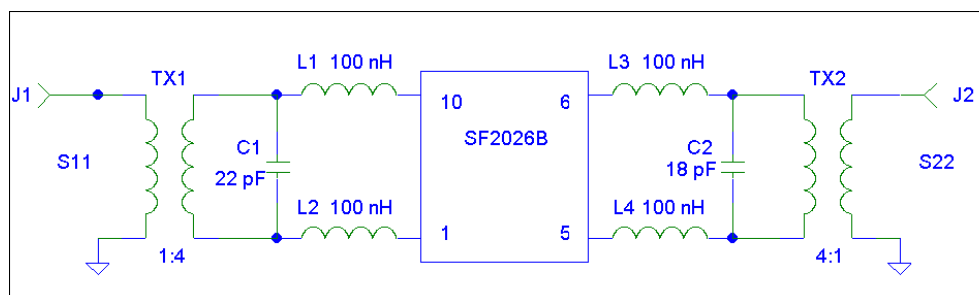 L1 100 nH
L3 100 nH
TX1
TX2
J1
J2
10
6
C1
SF2026B
C2
S11
22 pF
18 pF
S22
L2 100 nH
L4 100 nH
1
5
1:4
4:1